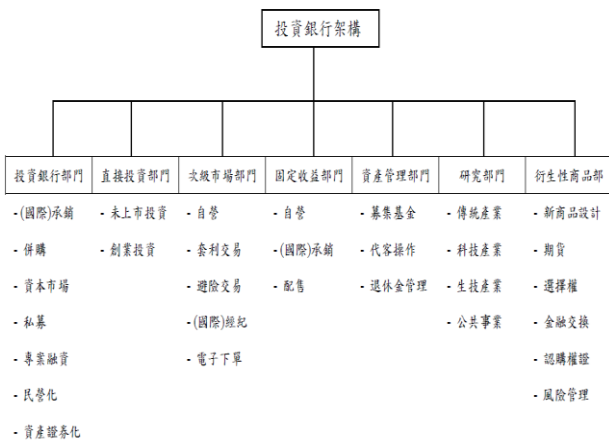 投資銀行架構
投資銀行部門
- (國際)承銷
- 併購
- 資本市場
- 私募
- 專業融資
- 民營化
- 資產證券化
直接投資部門
- 未上市投資
- 創業投資
次級市場部門
- 自營
- 套利交易
- 避險交易
- (國際)經紀
- 電子下單
固定收益部門
- 自營
- (國際)承銷
- 配售
資產管理部門
- 募集基金
- 代客操作
- 退休金管理
研究部門
- 傳統產業
- 科技產業
- 生技產業
- 公共事業
衍生性商品部
- 新商品設計
- 期貨
- 選擇權
- 金融交換
- 認購權證
- 風險管理